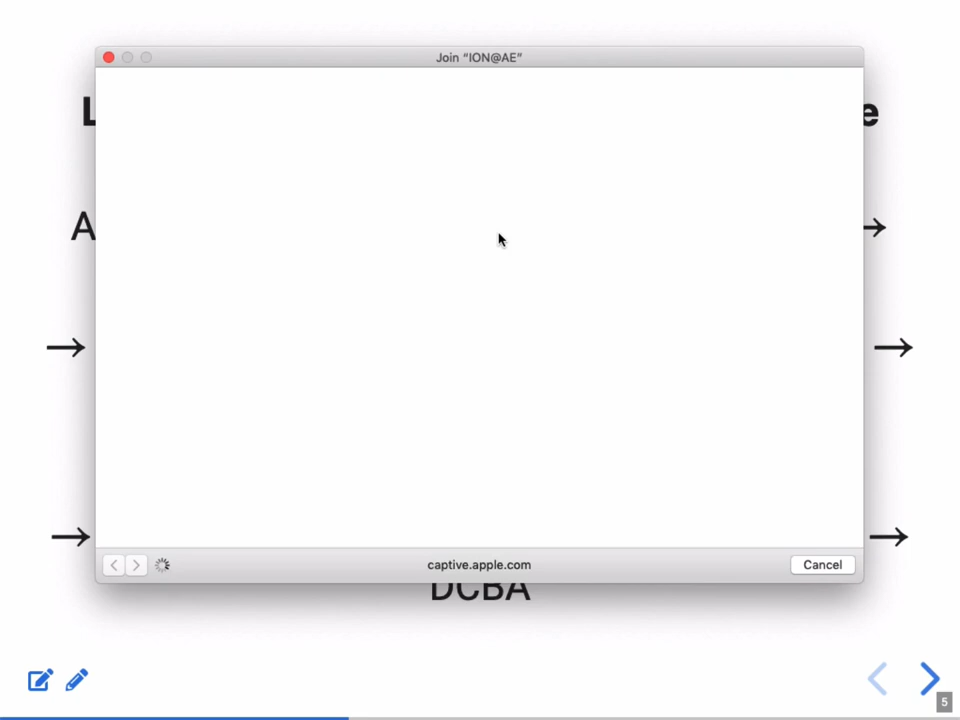 Join “ION@AE”
L e
A →
→ →
→ →
captive.apple.com
Cancel
DCBA
5